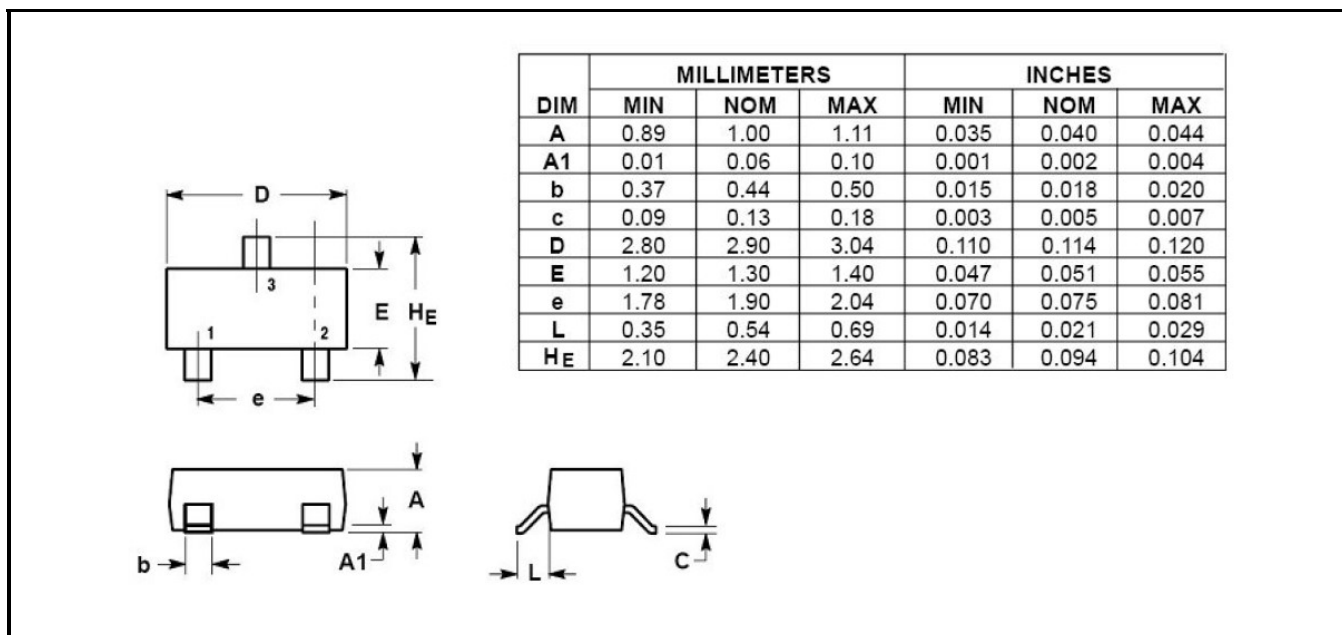 MILLIMETERS INCHES
DIM MIN NOM MAX MIN NOM MAX
A 0.89 1.00 1.11 0.035 0.040 0.044
A1 0.01 0.06 0.10 0.001 0.002 0.004
b 0.37 0.44 0.50 0.015 0.018 0.020
c 0.09 0.13 0.18 0.003 0.005 0.007
D 2.80 2.90 3.04 0.110 0.114 0.120
E 1.20 1.30 1.40 0.047 0.051 0.055
e 1.78 1.90 2.04 0.070 0.075 0.081
L 0.35 0.54 0.69 0.014 0.021 0.029
HE 2.10 2.40 2.64 0.083 0.094 0.104
D
3
E HE
1 2
e
A
b A1
L C